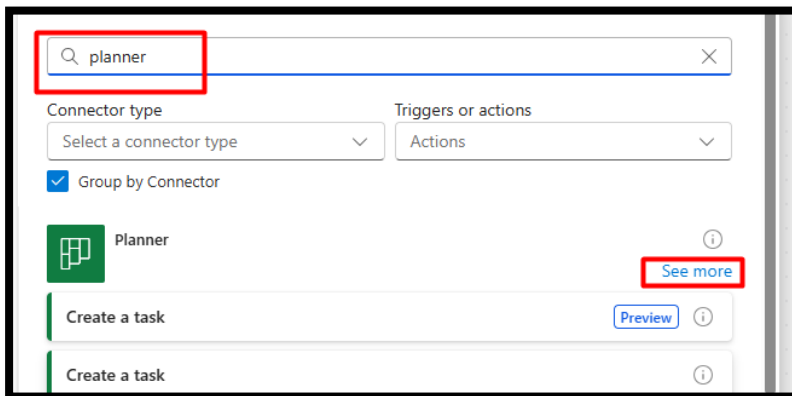 planner
Connector type
Triggers or actions
Select a connector type
Actions
Group by Connector
Planner
See more
Create a task
Preview
Create a task